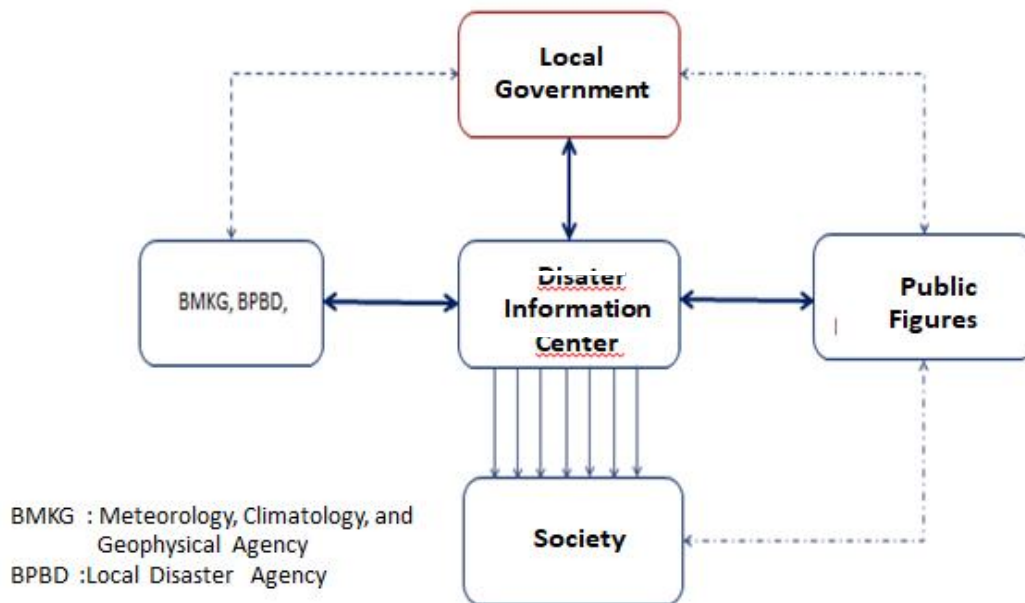 Local
Government
BMKG, BPBD,
Disater
Information
Center
Public
Figures
Society
BMKG : Meteorology, Climatology, and
Geophysical Agency
BPBD :Local Disaster Agency